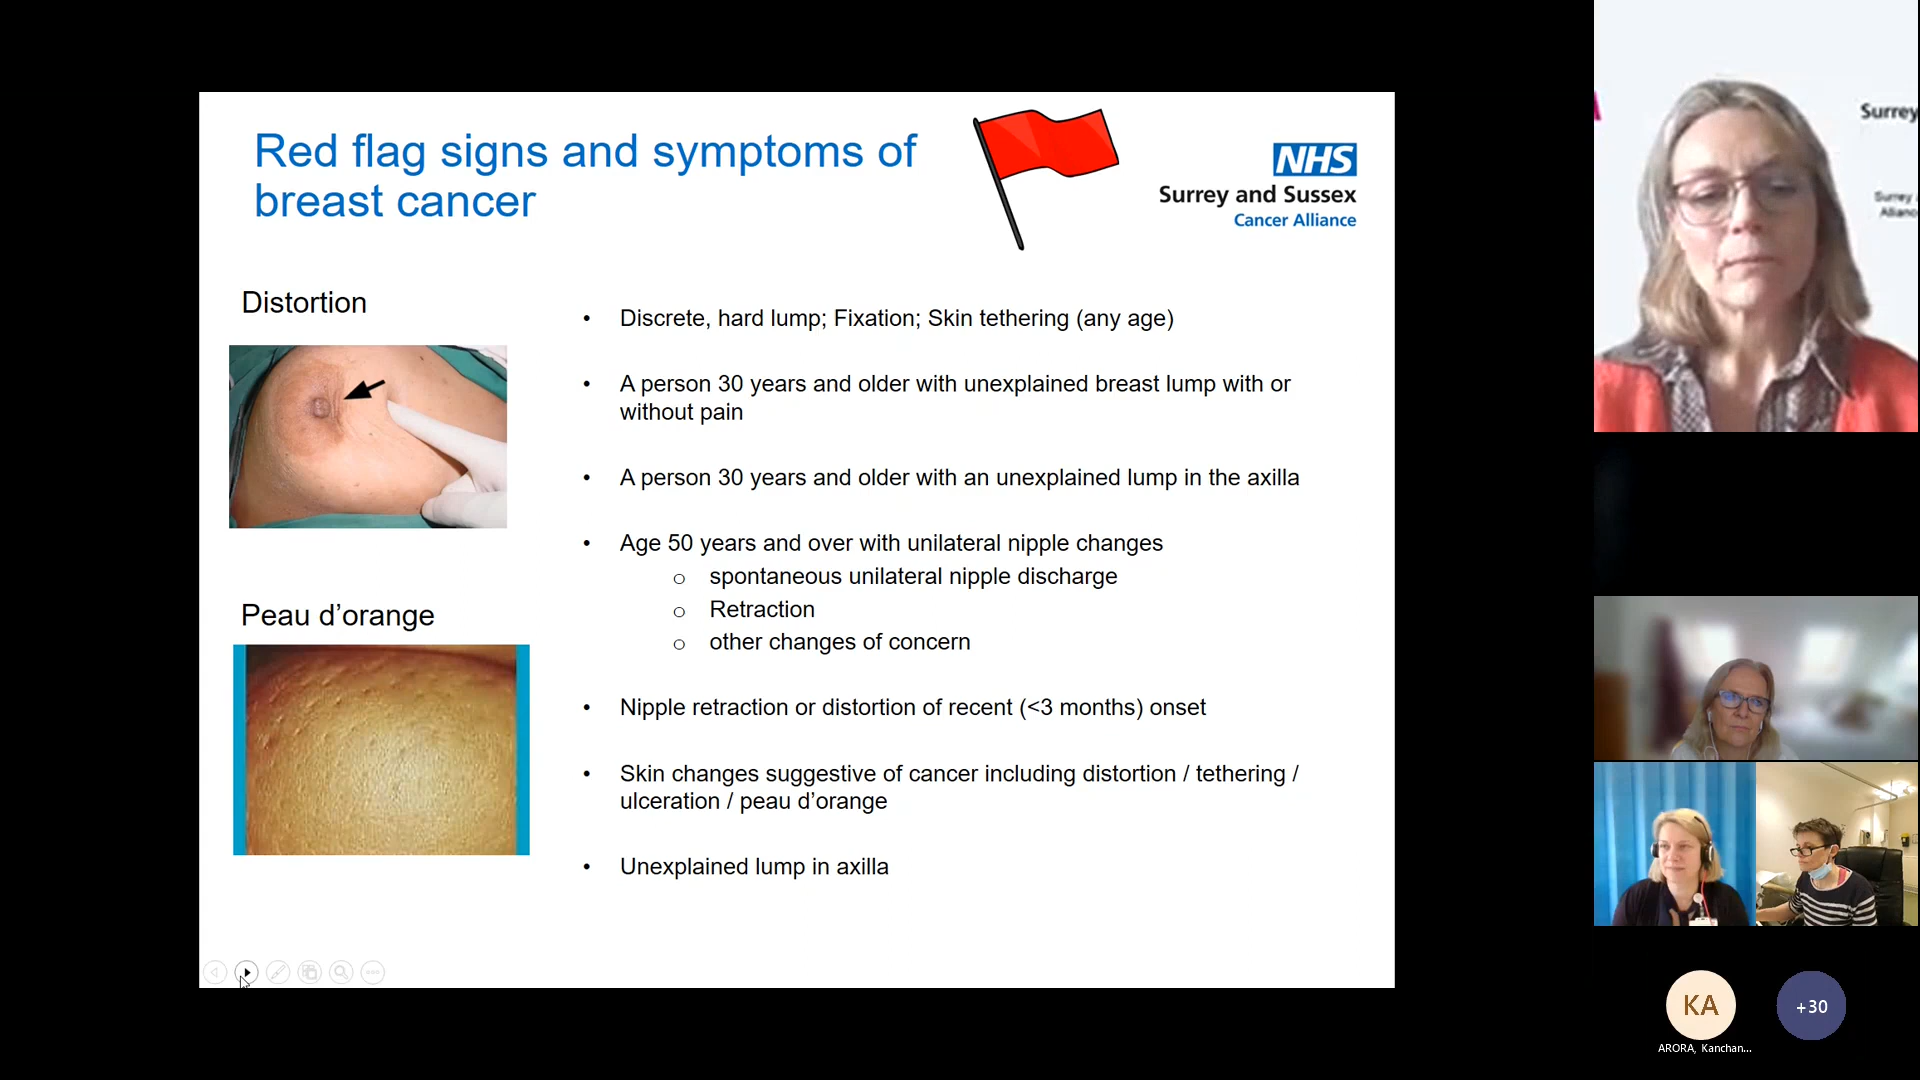 Red flag signs and symptoms of
breast cancer
NHS
Surrey and Sussex
Cancer Alliance
Distortion
Peau d’orange
• Discrete, hard lump; Fixation; Skin tethering (any age)
• A person 30 years and older with unexplained breast lump with or
without pain
• A person 30 years and older with an unexplained lump in the axilla
• Age 50 years and over with unilateral nipple changes
o spontaneous unilateral nipple discharge
o Retraction
o other changes of concern
• Nipple retraction or distortion of recent (<3 months) onset
• Skin changes suggestive of cancer including distortion / tethering /
ulceration / peau d’orange
• Unexplained lump in axilla
Surrey
Surrey
Alianc
KA
+30
ARORA, Kanchan...